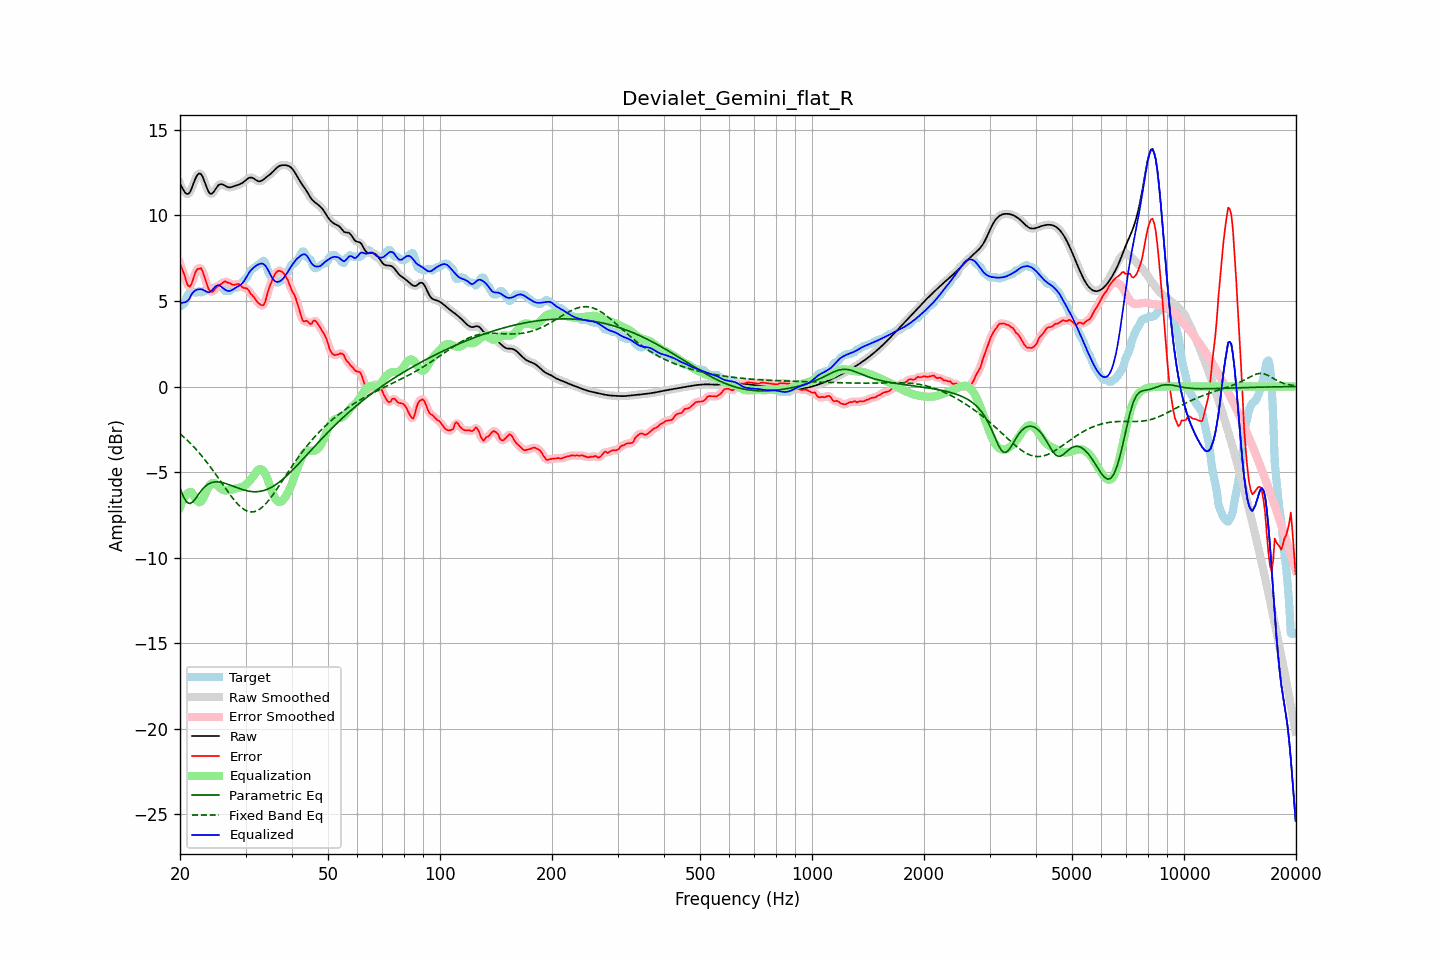 Devialet_Gemini_flat_R
Amplitude (dBr)
15
10
5
0
−5
−10
−15
−20
−25
Target
Raw Smoothed
Error Smoothed
Raw
Error
Equalization
Parametric Eq
Fixed Band Eq
Equalized
20 50 100 200 500 1000 2000 5000 10000 20000
Frequency (Hz)